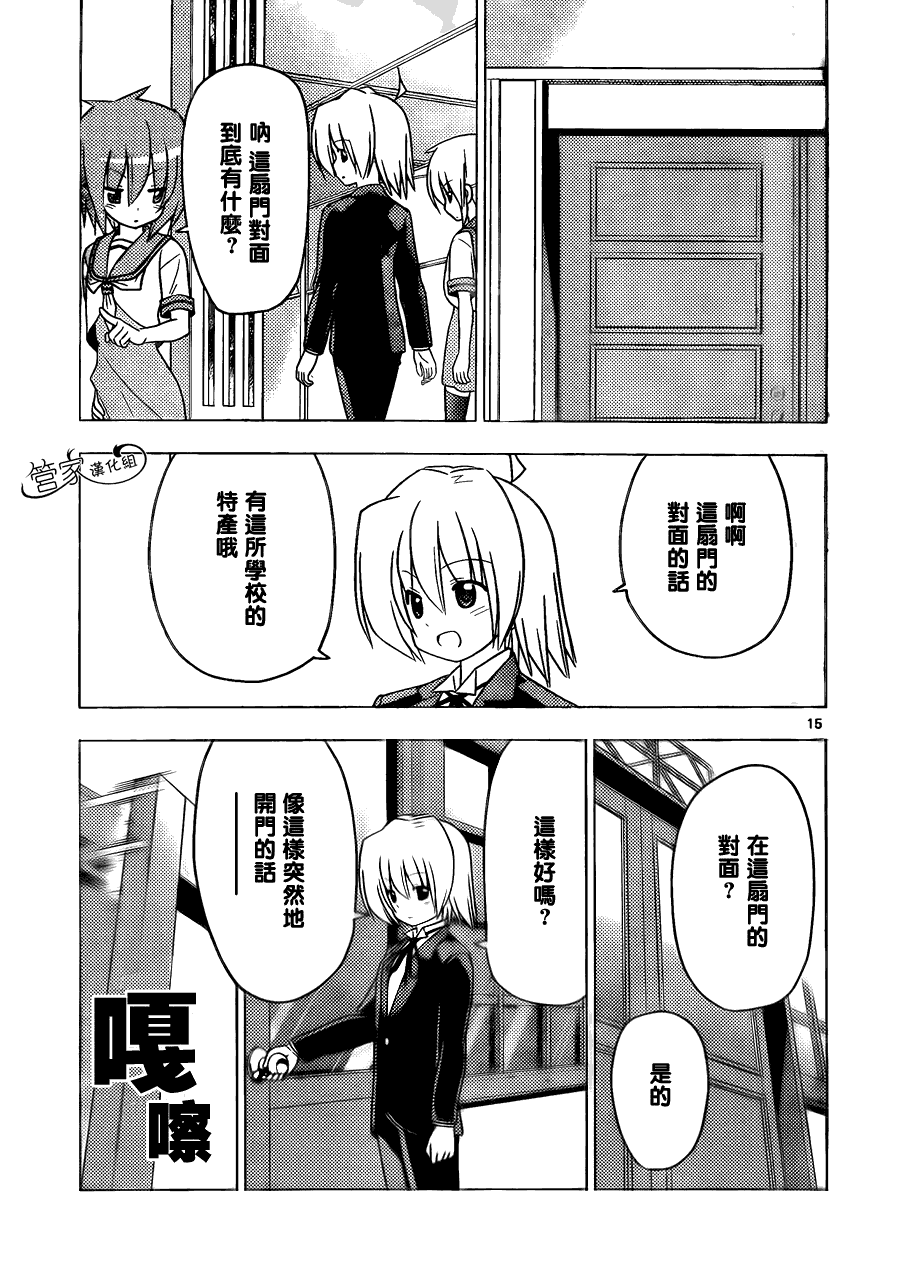 吶 這扇門對面
到底有什麼？
管家漢化組
啊啊
這扇門的
對面的話
有這所學校的
特產哦
15
在這扇門的
對面？
是的
這樣好嗎？
像這樣突然地
開門的話
——
嘎
嚓